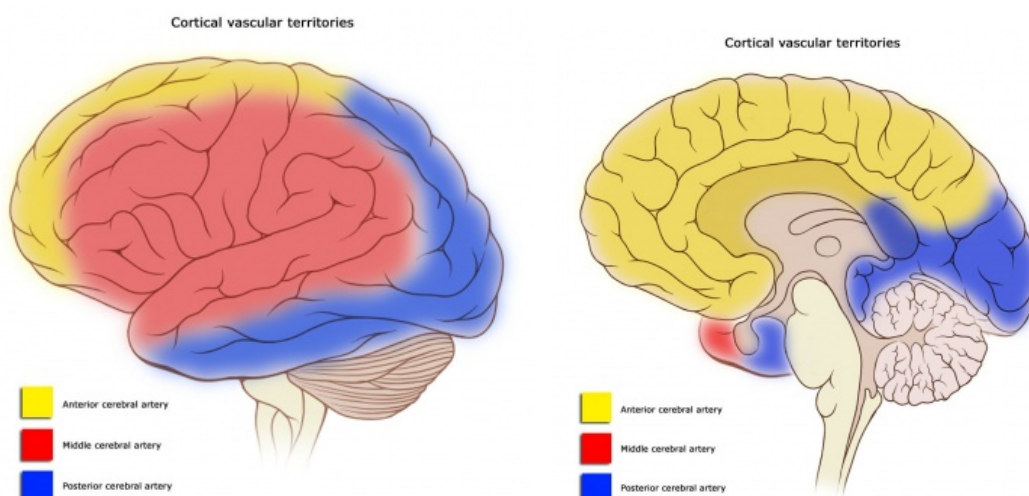 Cortical vascular territories
Anterior cerebral artery
Middle cerebral artery
Posterior cerebral artery
Cortical vascular territories
Anterior cerebral artery
Middle cerebral artery
Posterior cerebral artery